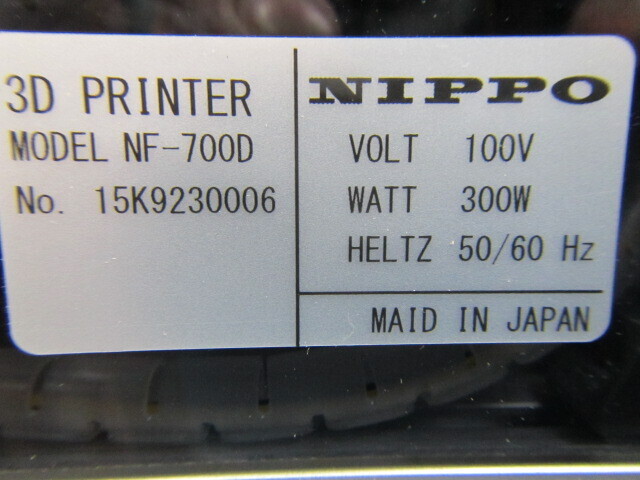 3D PRINTER
MODEL NF-700D
No. 15K9230006
NIPPO
VOLT 100V
WATT 300W
HELTZ 50/60 Hz
MAID IN JAPAN